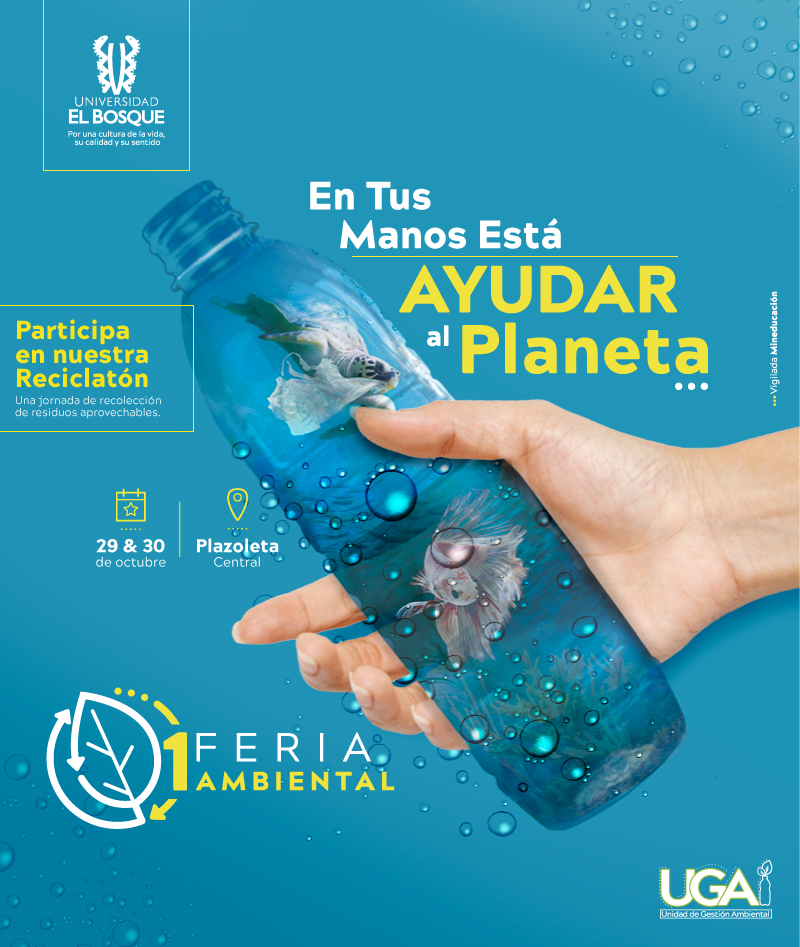 UNIVERSIDAD
EL BOSQUE
Por una cultura de la vida,
su calidad y su sentido
En Tus
Manos Está
AYUDAR
al Planeta
...
Vigilada Mineducación
Participa
en nuestra
Reciclatón
Una jornada de recolección
de residuos aprovechables.
29 & 30
de octubre
Plazoleta
Central
1 FERIA
AMBIENTAL
UGA
Unidad de Gestión Ambiental